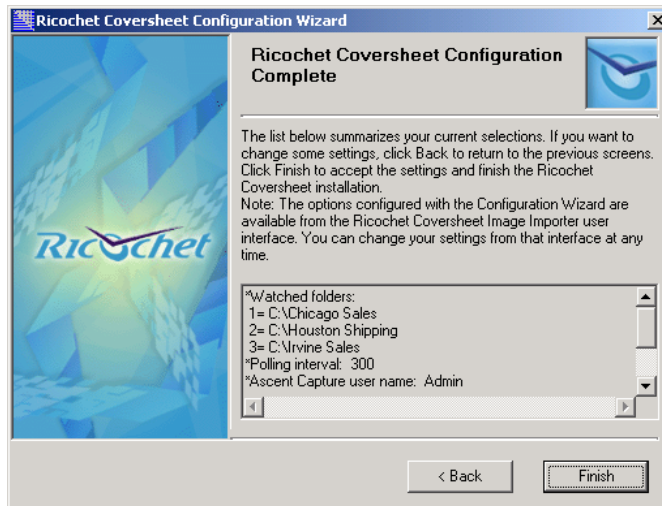 Ricochet Coversheet Configuration Wizard
Ricochet Coversheet Configuration
Complete
The list below summarizes your current selections. If you want to
change some settings, click Back to return to the previous screens.
Click Finish to accept the settings and finish the Ricochet
Coversheet installation.
Note: The options configured with the Configuration Wizard are
available from the Ricochet Coversheet Image Importer user
interface. You can change your settings from that interface at any
time.
Ricochet
*Watched folders:
1= C:\Chicago Sales
2= C:\Houston Shipping
3= C:\Irvine Sales
*Polling interval: 300
*Ascent Capture user name: Admin
< Back
Finish